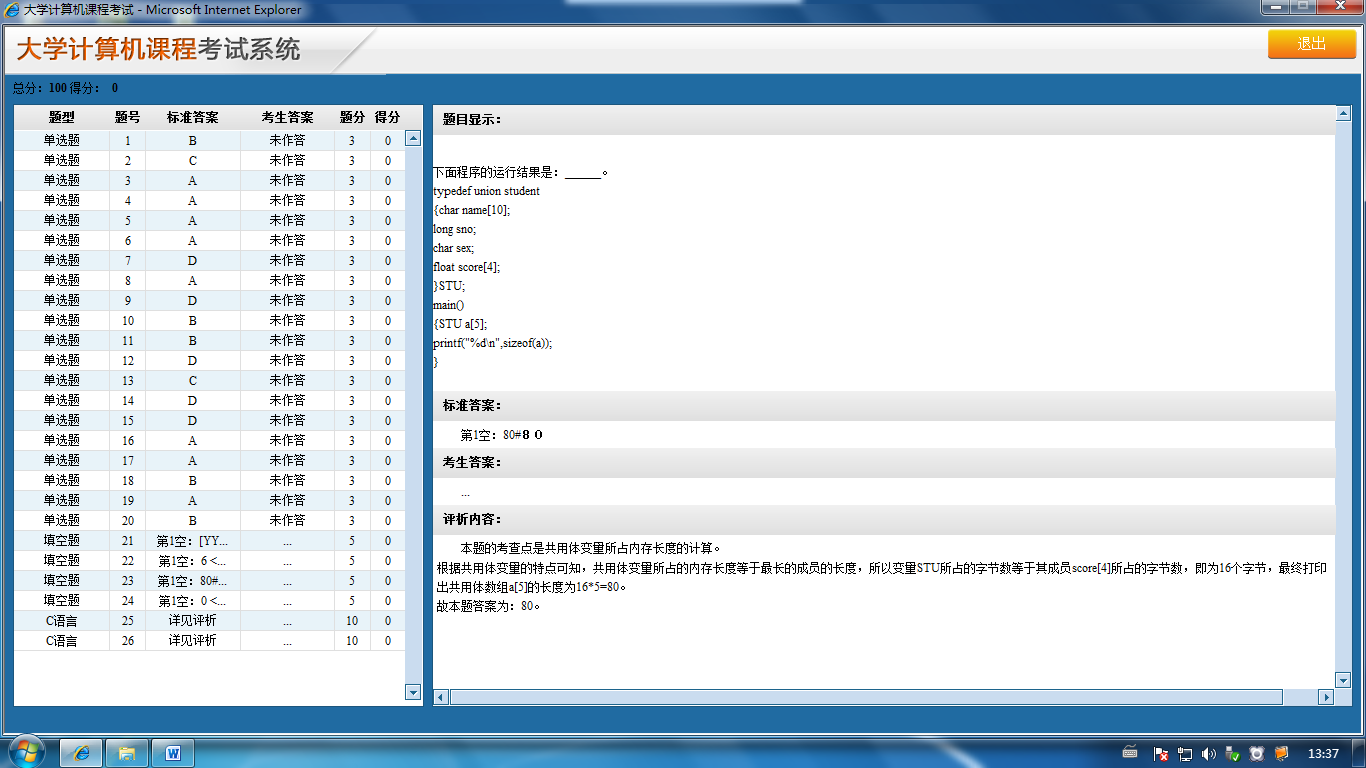 大学计算机课程考试 - Microsoft Internet Explorer
大学计算机课程考试系统
退出
总分：100 得分： 0
题型 题号 标准答案 考生答案 题分 得分
单选题 1 B 未作答 3 0
单选题 2 C 未作答 3 0
单选题 3 A 未作答 3 0
单选题 4 A 未作答 3 0
单选题 5 A 未作答 3 0
单选题 6 A 未作答 3 0
单选题 7 D 未作答 3 0
单选题 8 A 未作答 3 0
单选题 9 D 未作答 3 0
单选题 10 B 未作答 3 0
单选题 11 B 未作答 3 0
单选题 12 D 未作答 3 0
单选题 13 C 未作答 3 0
单选题 14 D 未作答 3 0
单选题 15 D 未作答 3 0
单选题 16 A 未作答 3 0
单选题 17 A 未作答 3 0
单选题 18 B 未作答 3 0
单选题 19 A 未作答 3 0
单选题 20 B 未作答 3 0
填空题 21 第1空：[YY... ... 5 0
填空题 22 第1空：6 <... ... 5 0
填空题 23 第1空：80#... ... 5 0
填空题 24 第1空：0 <... ... 5 0
C语言 25 详见评析 ... 10 0
C语言 26 详见评析 ... 10 0
题目显示：
下面程序的运行结果是：______。
typedef union student
{char name[10];
long sno;
char sex;
float score[4];
}STU;
main()
{STU a[5];
printf("%d\n",sizeof(a));
}
标准答案：
第1空：80#８０
考生答案：
...
评析内容：
本题的考查点是共用体变量所占内存长度的计算。
根据共用体变量的特点可知，共用体变量所占的内存长度等于最长的成员的长度，所以变量STU所占的字节数等于其成员score[4]所占的字节数，即为16个字节，最终打印
出共用体数组a[5]的长度为16*5=80。
故本题答案为：80。
13:37